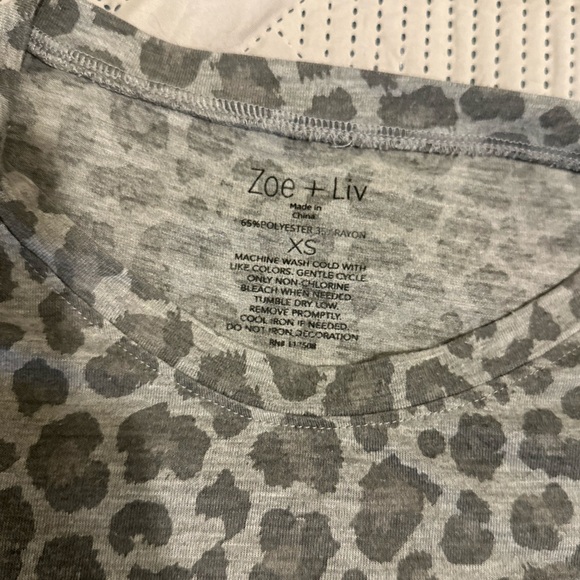 Zoe + Liv
Made in
China
65%POLYESTER 35%RAYON
XS
MACHINE WASH COLD WITH
LIKE COLORS. GENTLE CYCLE.
ONLY NON-CHLORINE
BLEACH WHEN NEEDED.
TUMBLE DRY LOW.
REMOVE PROMPTLY.
COOL IRON IF NEEDED.
DO NOT IRON DECORATION
RN#